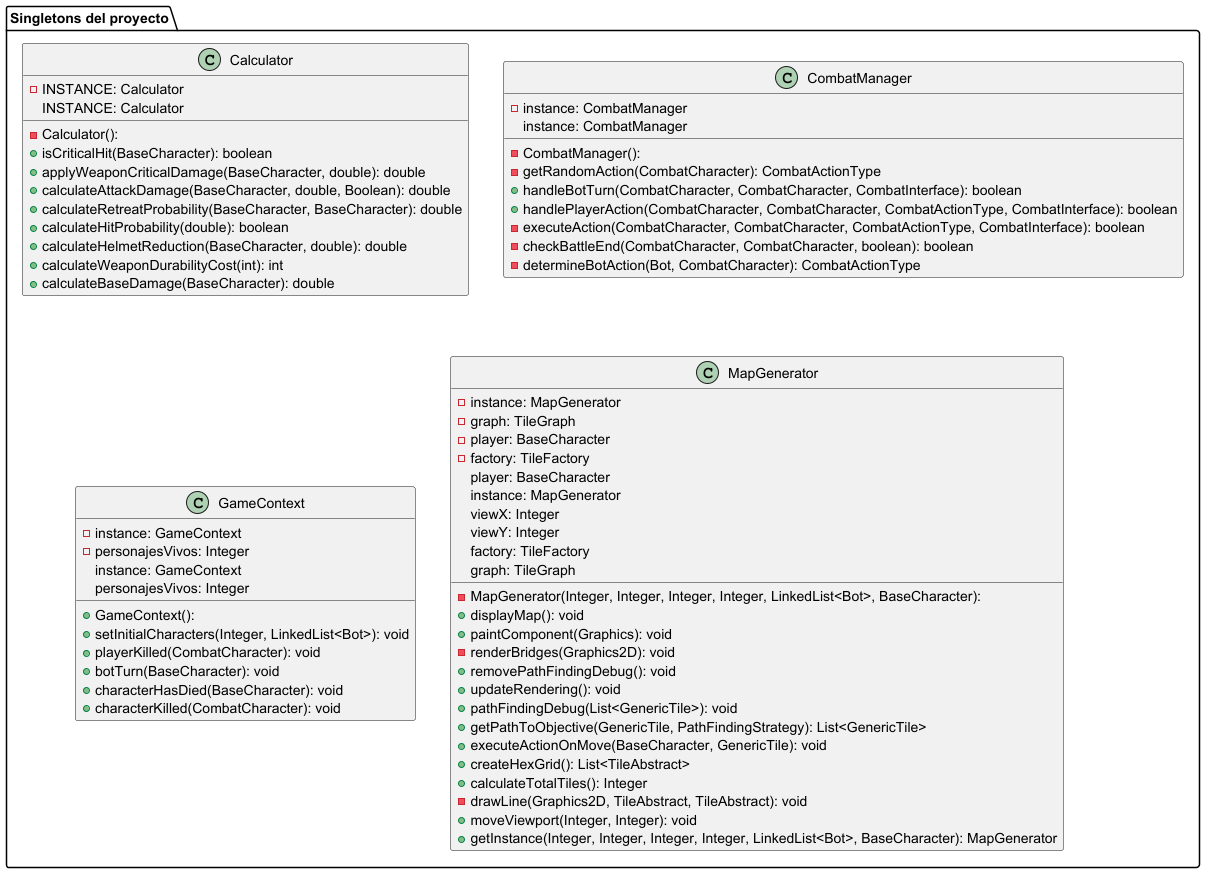 Singletons del proyecto
C Calculator
INSTANCE: Calculator
INSTANCE: Calculator
Calculator():
isCriticalHit(BaseCharacter): boolean
applyWeaponCriticalDamage(BaseCharacter, double): double
calculateAttackDamage(BaseCharacter, double, Boolean): double
calculateRetreatProbability(BaseCharacter, BaseCharacter): double
calculateHitProbability(double): boolean
calculateHelmetReduction(BaseCharacter, double): double
calculateWeaponDurabilityCost(int): int
calculateBaseDamage(BaseCharacter): double
C CombatManager
instance: CombatManager
instance: CombatManager
CombatManager():
getRandomAction(CombatCharacter): CombatActionType
handleBotTurn(CombatCharacter, CombatCharacter, CombatInterface): boolean
handlePlayerAction(CombatCharacter, CombatCharacter, CombatActionType, CombatInterface): boolean
executeAction(CombatCharacter, CombatCharacter, CombatActionType, CombatInterface): boolean
checkBattleEnd(CombatCharacter, CombatCharacter, boolean): boolean
determineBotAction(Bot, CombatCharacter): CombatActionType
C GameContext
instance: GameContext
personajesVivos: Integer
instance: GameContext
personajesVivos: Integer
GameContext():
setInitialCharacters(Integer, LinkedList<Bot>): void
playerKilled(CombatCharacter): void
botTurn(BaseCharacter): void
characterHasDied(BaseCharacter): void
characterKilled(CombatCharacter): void
C MapGenerator
instance: MapGenerator
graph: TileGraph
player: BaseCharacter
factory: TileFactory
player: BaseCharacter
instance: MapGenerator
viewX: Integer
viewY: Integer
factory: TileFactory
graph: TileGraph
MapGenerator(Integer, Integer, Integer, Integer, LinkedList<Bot>, BaseCharacter):
displayMap(): void
paintComponent(Graphics): void
renderBridges(Graphics2D): void
removePathFindingDebug(): void
updateRendering(): void
pathFindingDebug(List<GenericTile>): void
getPathToObjective(GenericTile, PathFindingStrategy): List<GenericTile>
executeActionOnMove(BaseCharacter, GenericTile): void
createHexGrid(): List<TileAbstract>
calculateTotalTiles(): Integer
drawLine(Graphics2D, TileAbstract, TileAbstract): void
moveViewport(Integer, Integer): void
getInstance(Integer, Integer, Integer, Integer, LinkedList<Bot>, BaseCharacter): MapGenerator